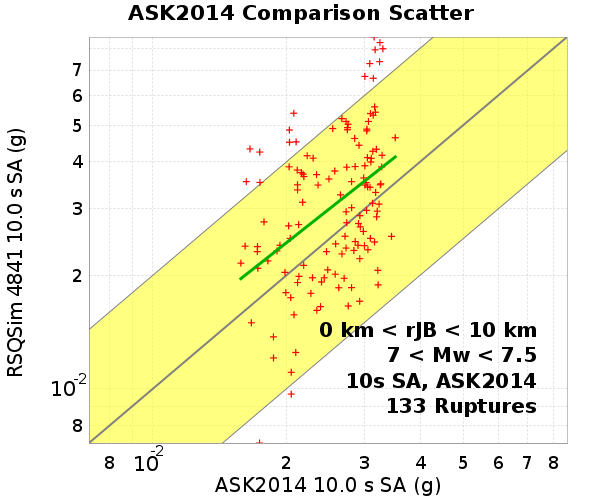 ASK2014 Comparison Scatter
RSQSim 4841 10.0 s SA (g)
7
6
5
4
3
2
10-2
8
0 km < rJB < 10 km
7 < Mw < 7.5
10s SA, ASK2014
133 Ruptures
8 10-2 2 3 4 5 6 7 8
ASK2014 10.0 s SA (g)